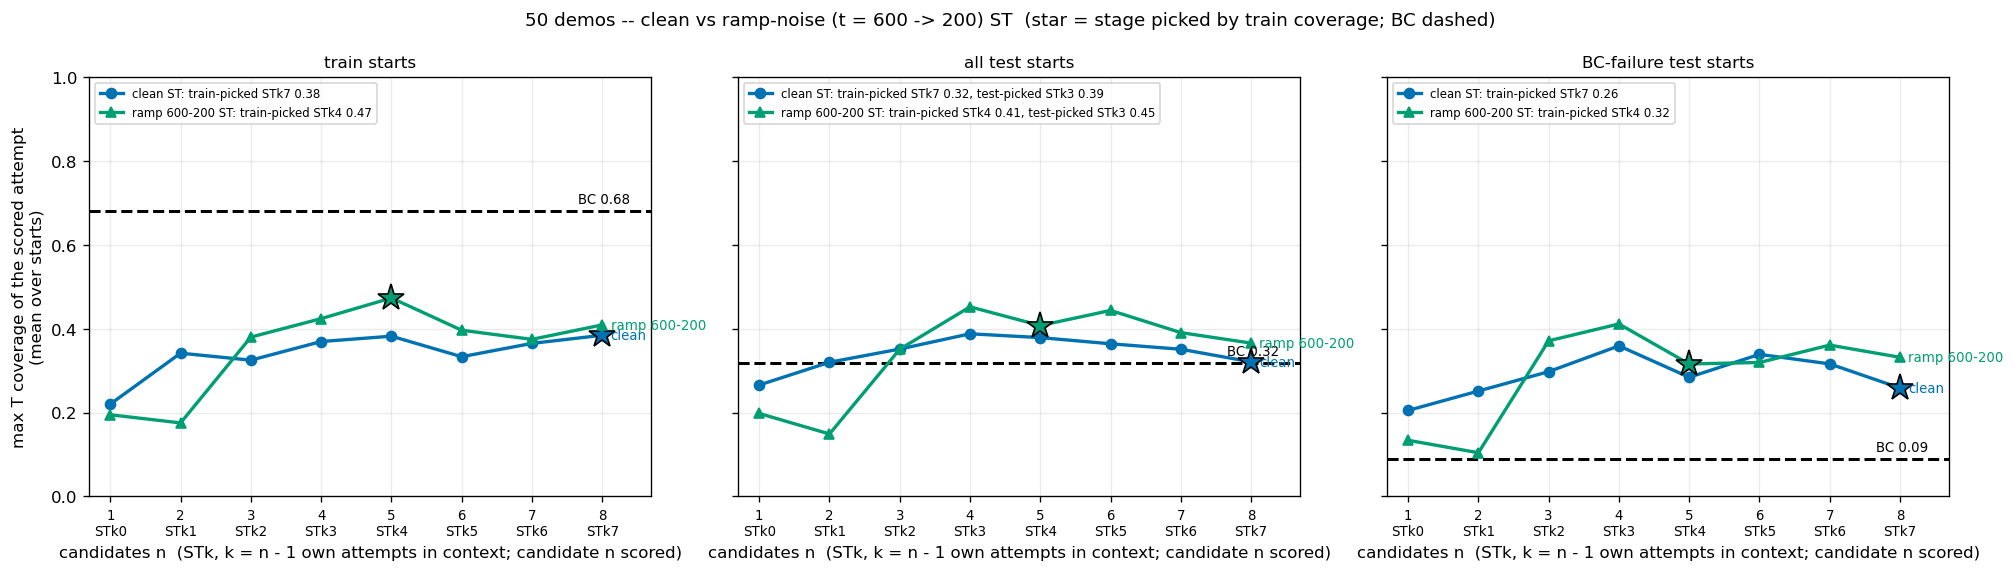 50 demos -- clean vs ramp-noise (t = 600 -> 200) ST  (star = stage picked by train coverage; BC dashed)
train starts
max T coverage of the scored attempt
(mean over starts)
1.0
0.8
0.6
0.4
0.2
0.0
clean ST: train-picked STk7 0.38
ramp 600-200 ST: train-picked STk4 0.47
BC 0.68
ramp 600-200
clean
1 2 3 4 5 6 7 8
STk0 STk1 STk2 STk3 STk4 STk5 STk6 STk7
candidates n  (STk, k = n - 1 own attempts in context; candidate n scored)
all test starts
clean ST: train-picked STk7 0.32, test-picked STk3 0.39
ramp 600-200 ST: train-picked STk4 0.41, test-picked STk3 0.45
ramp 600-200
BC 0.32
clean
1 2 3 4 5 6 7 8
STk0 STk1 STk2 STk3 STk4 STk5 STk6 STk7
candidates n  (STk, k = n - 1 own attempts in context; candidate n scored)
BC-failure test starts
clean ST: train-picked STk7 0.26
ramp 600-200 ST: train-picked STk4 0.32
ramp 600-200
clean
BC 0.09
1 2 3 4 5 6 7 8
STk0 STk1 STk2 STk3 STk4 STk5 STk6 STk7
candidates n  (STk, k = n - 1 own attempts in context; candidate n scored)